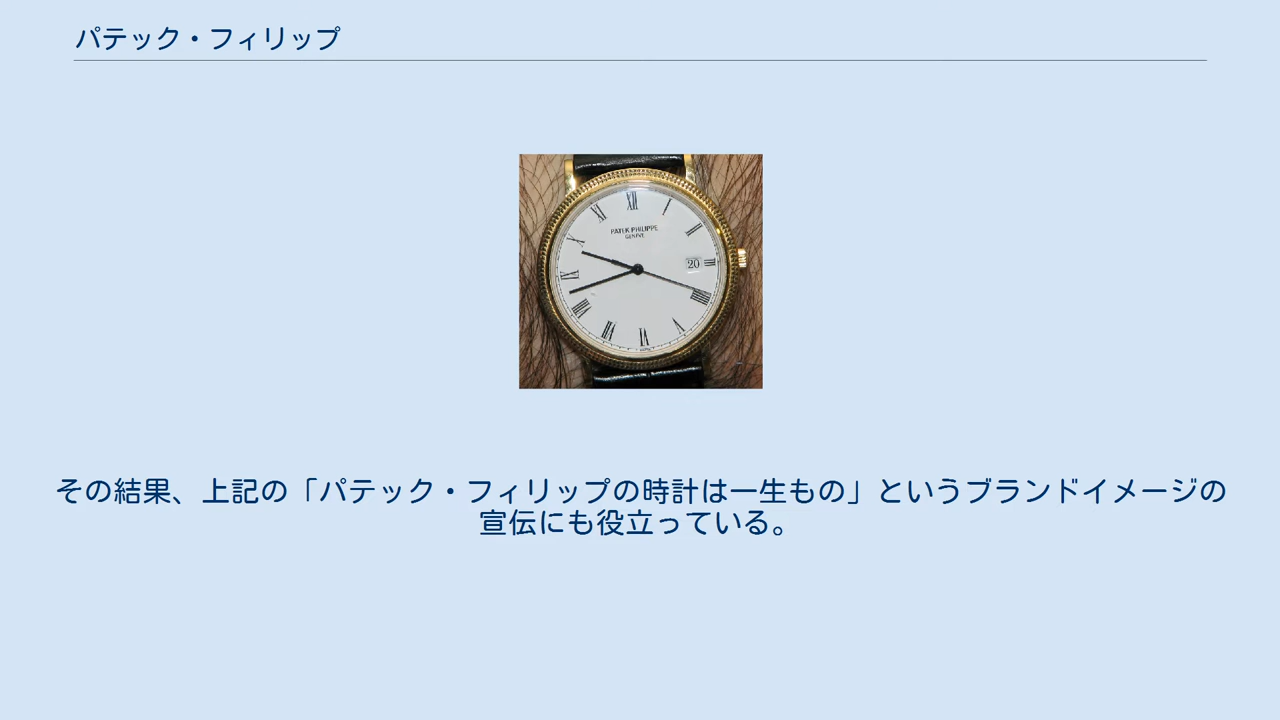 パテック・フィリップ
XII
PATEK PHILIPPE
GENEVE
20
その結果、上記の「パテック・フィリップの時計は一生もの」というブランドイメージの
宣伝にも役立っている。